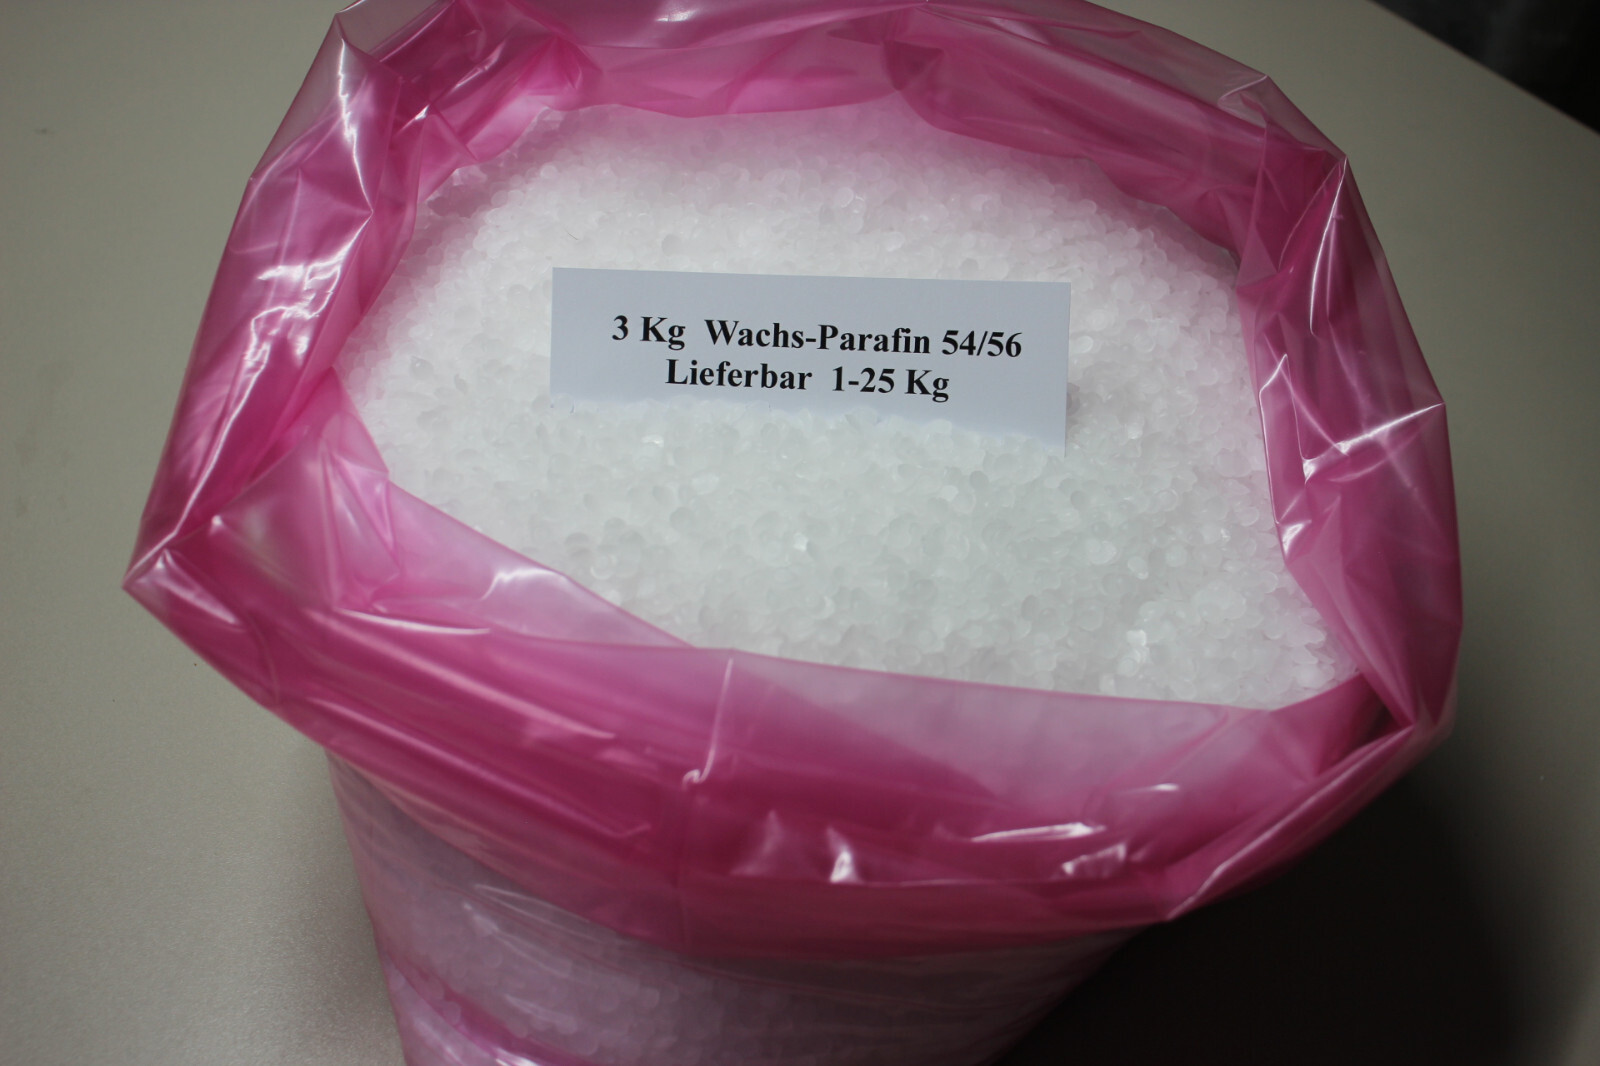 3 Kg  Wachs-Parafin 54/56
Lieferbar  1-25 Kg